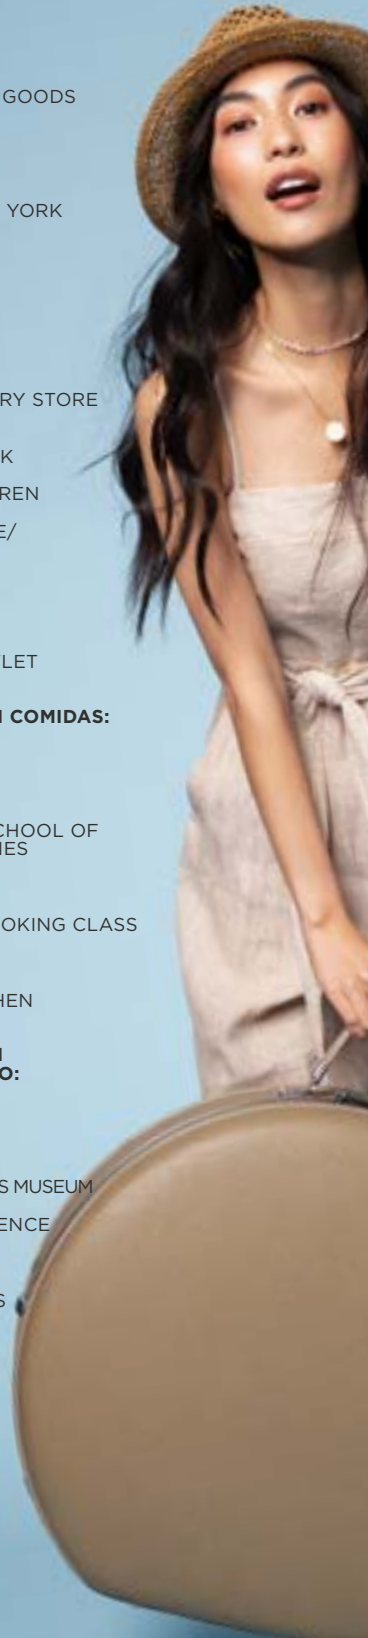 GOODS
YORK
RY STORE
K
REN
E/
LET
COMIDAS:
CHOOL OF
IES
OKING CLASS
HEN
O:
S MUSEUM
ENCE
S